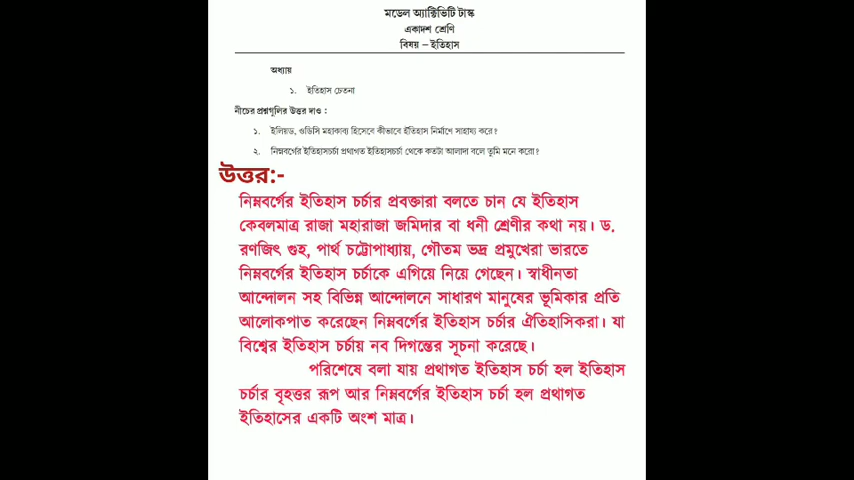 মডেল অ্যাক্টিভিটি টাস্ক
একাদশ শ্রেণি
বিষয় – ইতিহাস
অধ্যায়
১. ইতিহাস চেতনা
নীচের প্রশ্নগুলির উত্তর দাও :
১. ইলিয়ড, ওডিসি মহাকাব্য হিসেবে কীভাবে ইতিহাস নির্মাণে সাহায্য করে?
২. নিম্নবর্গের ইতিহাসচর্চা প্রথাগত ইতিহাসচর্চা থেকে কতটা আলাদা বলে তুমি মনে করো?
উত্তর:-
নিম্নবর্গের ইতিহাস চর্চার প্রবক্তারা বলতে চান যে ইতিহাস
কেবলমাত্র রাজা মহারাজা জমিদার বা ধনী শ্রেণীর কথা নয়। ড.
রণজিৎ গুহ, পার্থ চট্টোপাধ্যায়, গৌতম ভদ্র প্রমুখেরা ভারতে
নিম্নবর্গের ইতিহাস চর্চাকে এগিয়ে নিয়ে গেছেন। স্বাধীনতা
আন্দোলন সহ বিভিন্ন আন্দোলনে সাধারণ মানুষের ভূমিকার প্রতি
আলোকপাত করেছেন নিম্নবর্গের ইতিহাস চর্চার ঐতিহাসিকরা। যা
বিশ্বের ইতিহাস চর্চায় নব দিগন্তের সূচনা করেছে।
পরিশেষে বলা যায় প্রথাগত ইতিহাস চর্চা হল ইতিহাস
চর্চার বৃহত্তর রূপ আর নিম্নবর্গের ইতিহাস চর্চা হল প্রথাগত
ইতিহাসের একটি অংশ মাত্র।